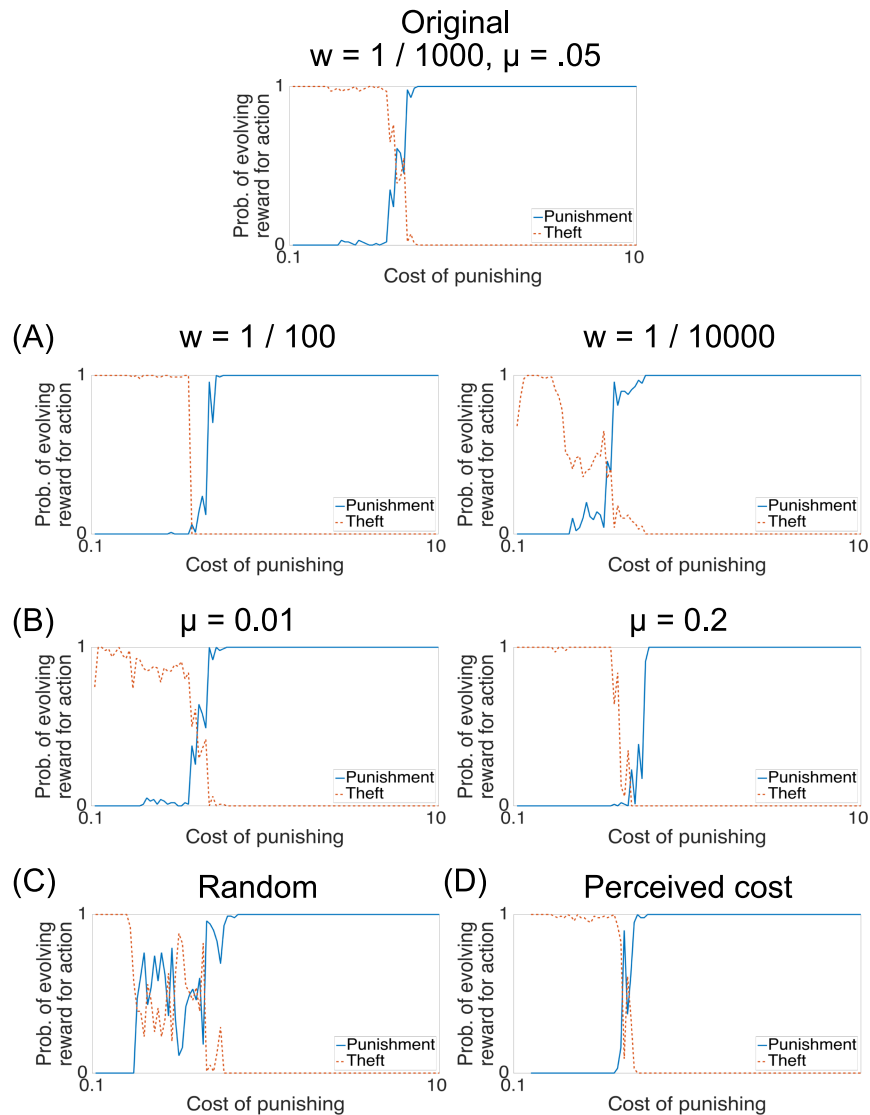 Original
w = 1 / 1000, μ = .05
Prob. of evolving
reward for action
1
0
0.1
10
Cost of punishing
Punishment
Theft
(A)
w = 1 / 100
Prob. of evolving
reward for action
1
0
0.1
10
Cost of punishing
Punishment
Theft
w = 1 / 10000
Prob. of evolving
reward for action
1
0
0.1
10
Cost of punishing
Punishment
Theft
(B)
μ = 0.01
Prob. of evolving
reward for action
1
0
0.1
10
Cost of punishing
Punishment
Theft
μ = 0.2
Prob. of evolving
reward for action
1
0
0.1
10
Cost of punishing
Punishment
Theft
(C)
Random
Prob. of evolving
reward for action
1
0
0.1
10
Cost of punishing
Punishment
Theft
(D)
Perceived cost
Prob. of evolving
reward for action
1
0
0.1
10
Cost of punishing
Punishment
Theft